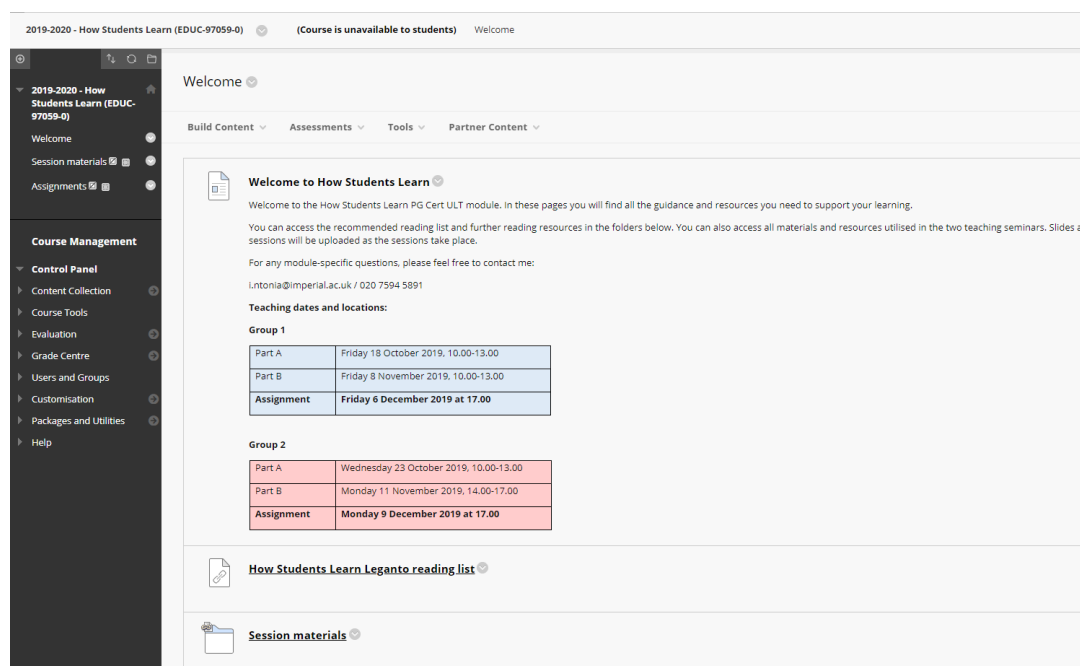 2019-2020 - How Students Learn (EDUC-97059-0) (Course is unavailable to students) Welcome
2019-2020 - How
Students Learn (EDUC-
97059-0)
Welcome
Session materials
Assignments
Course Management
Control Panel
Content Collection
Course Tools
Evaluation
Grade Centre
Users and Groups
Customisation
Packages and Utilities
Help
Welcome
Build Content Assessments Tools Partner Content
Welcome to How Students Learn
Welcome to the How Students Learn PG Cert ULT module. In these pages you will find all the guidance and resources you need to support your learning.
You can access the recommended reading list and further reading resources in the folders below. You can also access all materials and resources utilised in the two teaching seminars. Slides a
sessions will be uploaded as the sessions take place.
For any module-specific questions, please feel free to contact me:
i.ntonia@imperial.ac.uk / 020 7594 5891
Teaching dates and locations:
Group 1
Part A Friday 18 October 2019, 10.00-13.00
Part B Friday 8 November 2019, 10.00-13.00
Assignment Friday 6 December 2019 at 17.00
Group 2
Part A Wednesday 23 October 2019, 10.00-13.00
Part B Monday 11 November 2019, 14.00-17.00
Assignment Monday 9 December 2019 at 17.00
How Students Learn Leganto reading list
Session materials